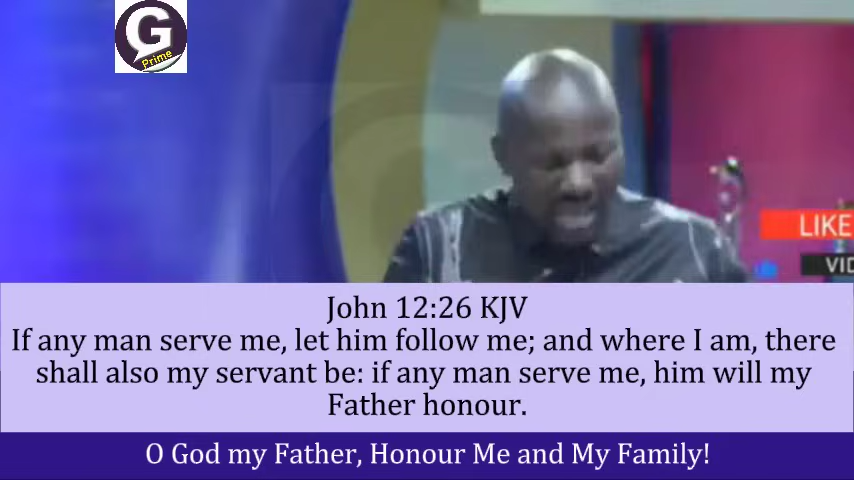 G
Prime
LIKE
VID
John 12:26 KJV
If any man serve me, let him follow me; and where I am, there
shall also my servant be: if any man serve me, him will my
Father honour.
O God my Father, Honour Me and My Family!